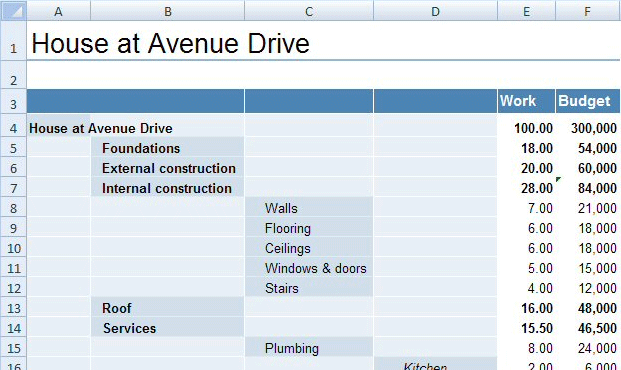 A B C D E F
1 House at Avenue Drive
2
3 Work Budget
4 House at Avenue Drive 100.00 300,000
5 Foundations 18.00 54,000
6 External construction 20.00 60,000
7 Internal construction 28.00 84,000
8 Walls 7.00 21,000
9 Flooring 6.00 18,000
10 Ceilings 6.00 18,000
11 Windows & doors 5.00 15,000
12 Stairs 4.00 12,000
13 Roof 16.00 48,000
14 Services 15.50 46,500
15 Plumbing 8.00 24,000
16 Kitchen 2.00 6,000